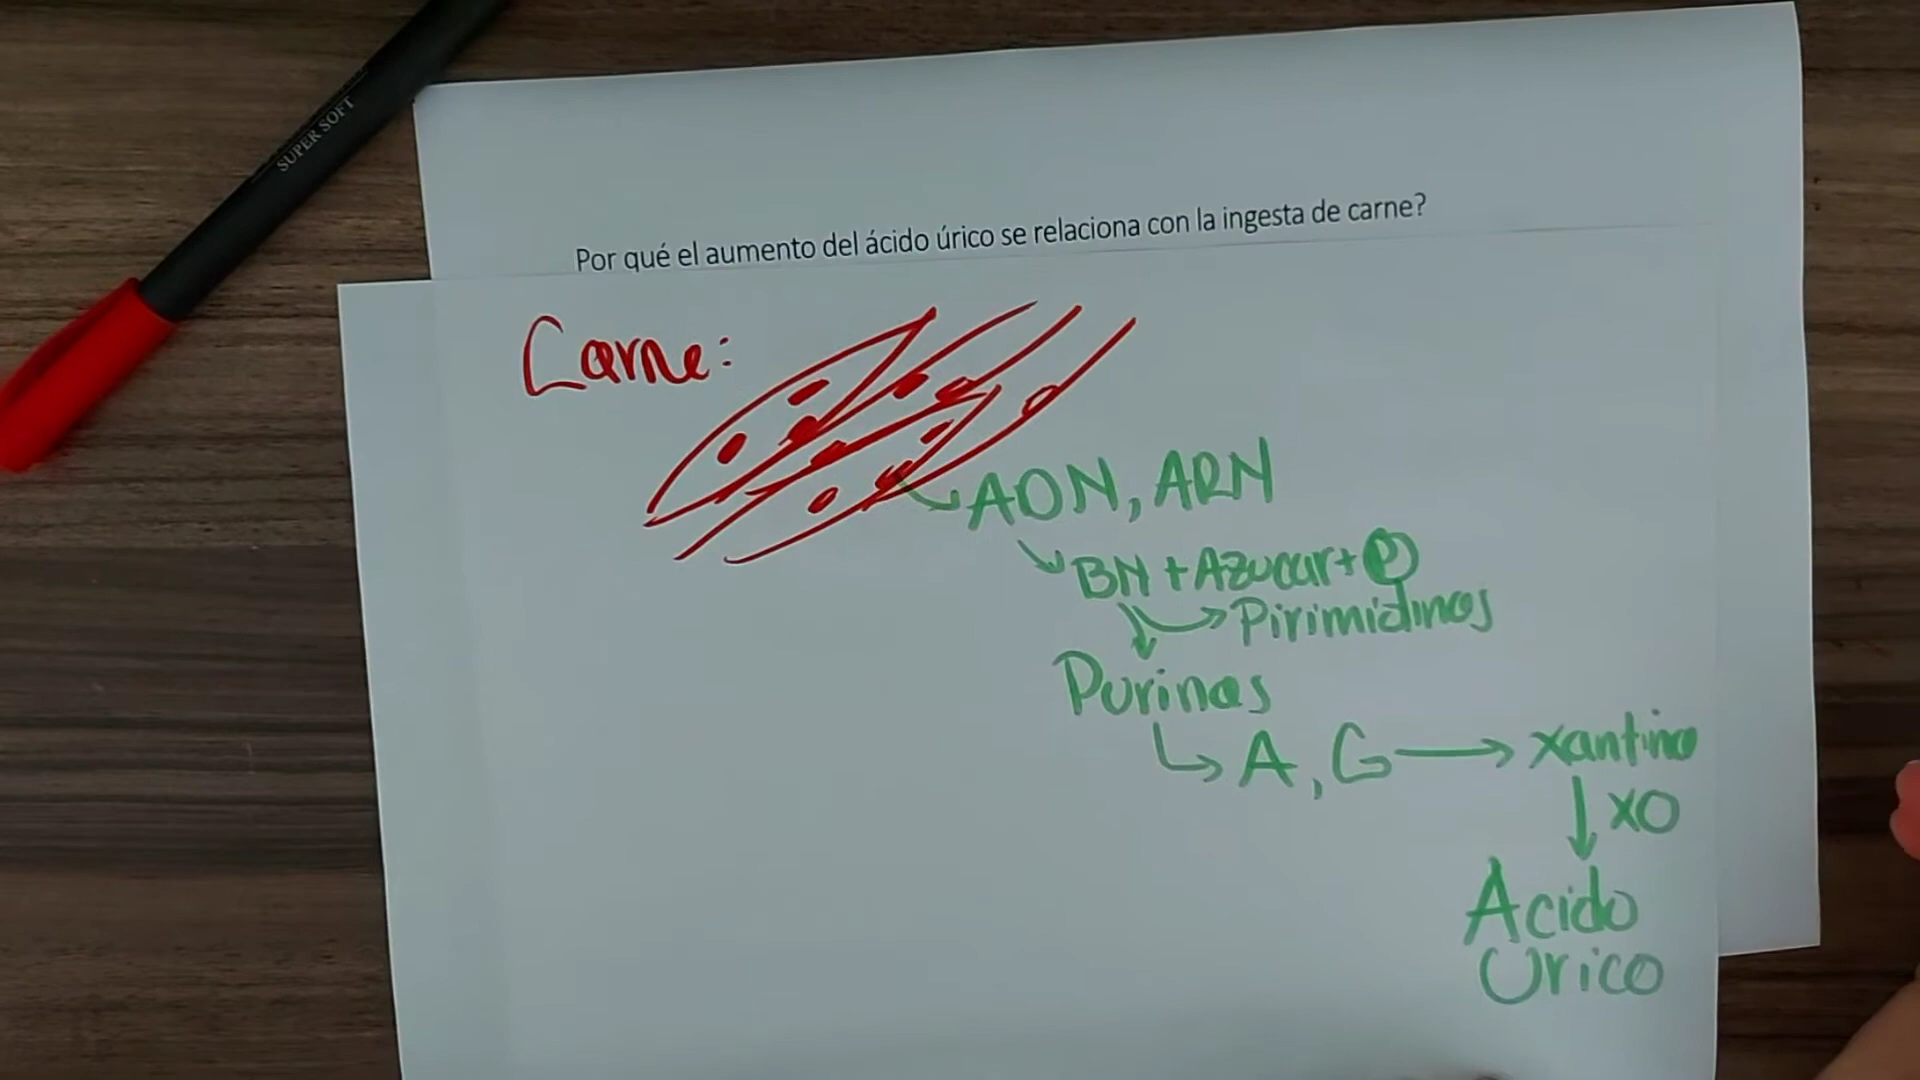 SUPER SOFT
Por qué el aumento del ácido úrico se relaciona con la ingesta de carne?
Carne:
ADN, ARN
BN + Azucar + P
Pirimidinas
Purinas
A, G → xantina
XO
Acido
Urico